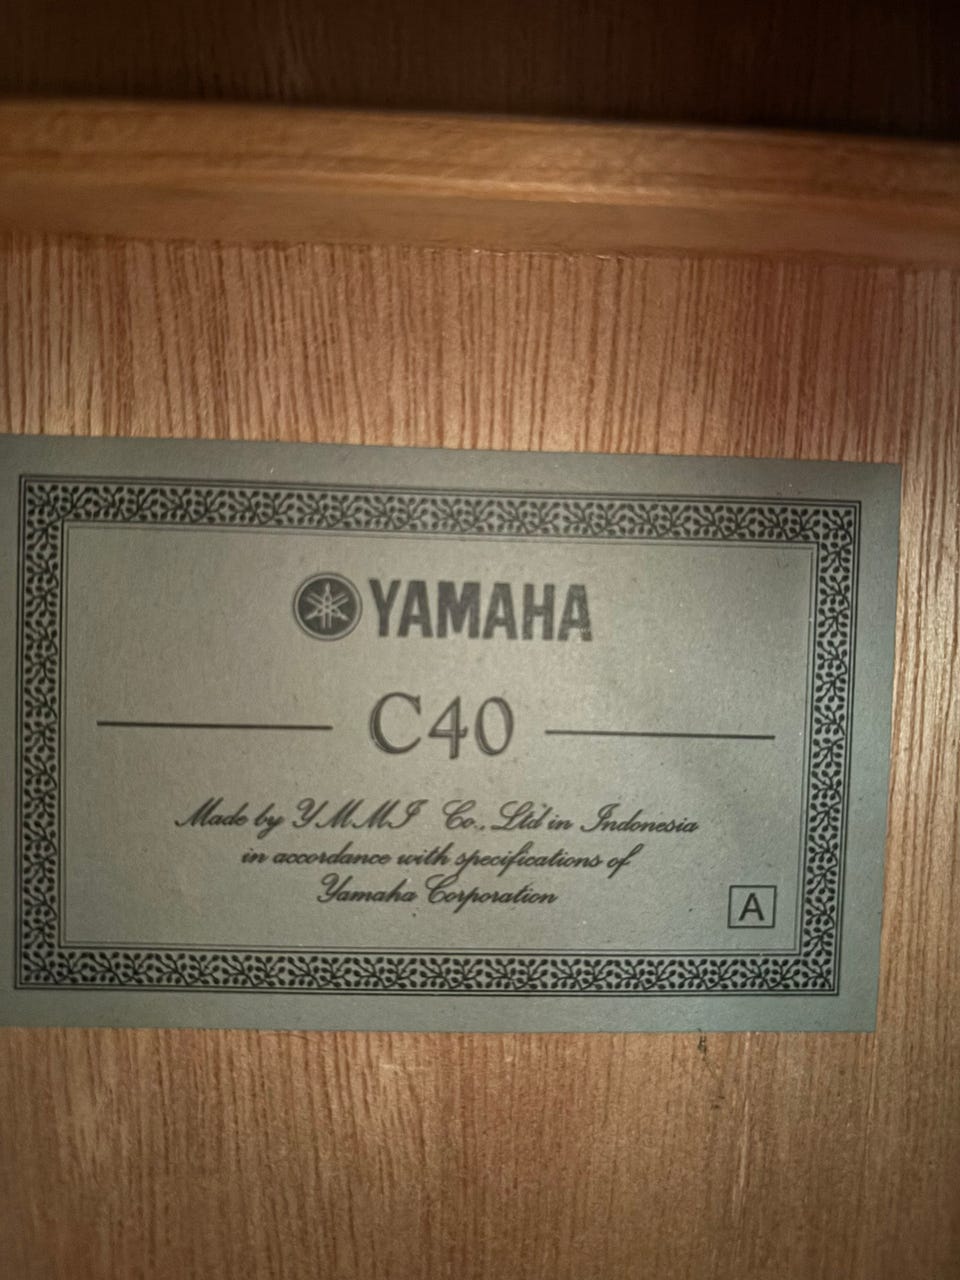 YAMAHA
C40
Made by YMMI Co., Ltd in Indonesia
in accordance with specifications of
Yamaha Corporation
A